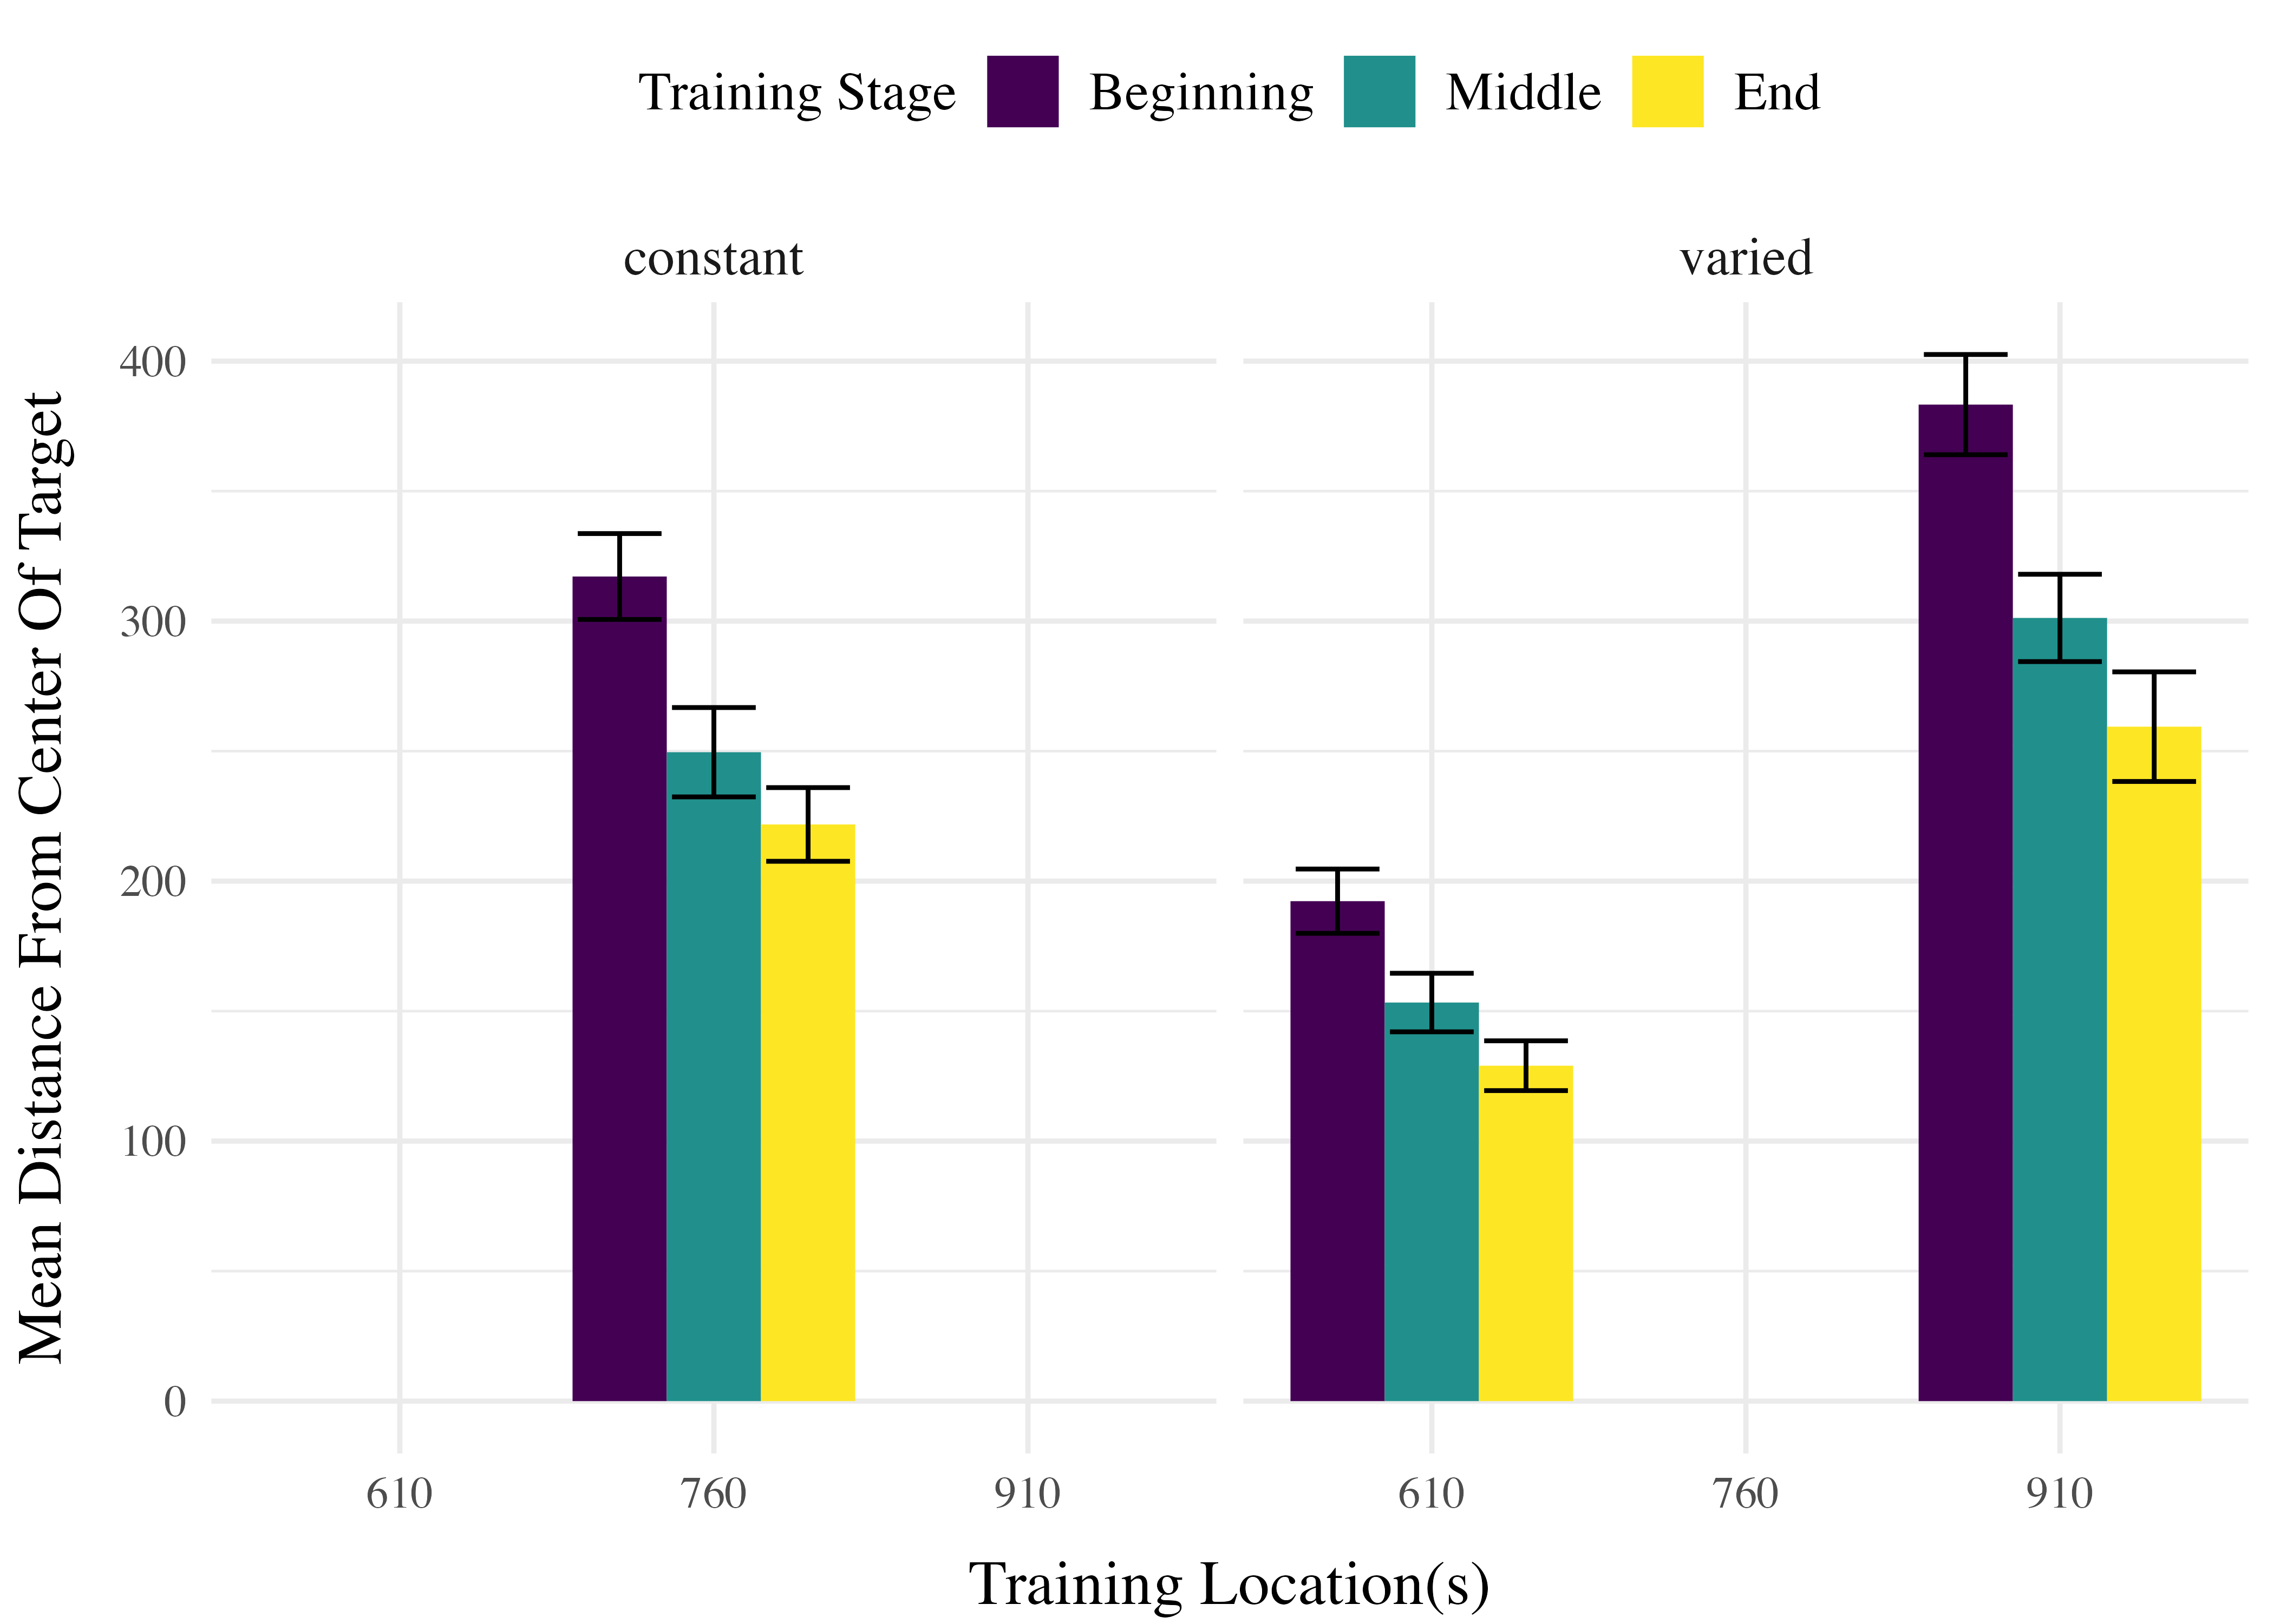 Training Stage Beginning Middle End
constant varied
400
300
200
100
0
Mean Distance From Center Of Target
610 760 910 610 760 910
Training Location(s)